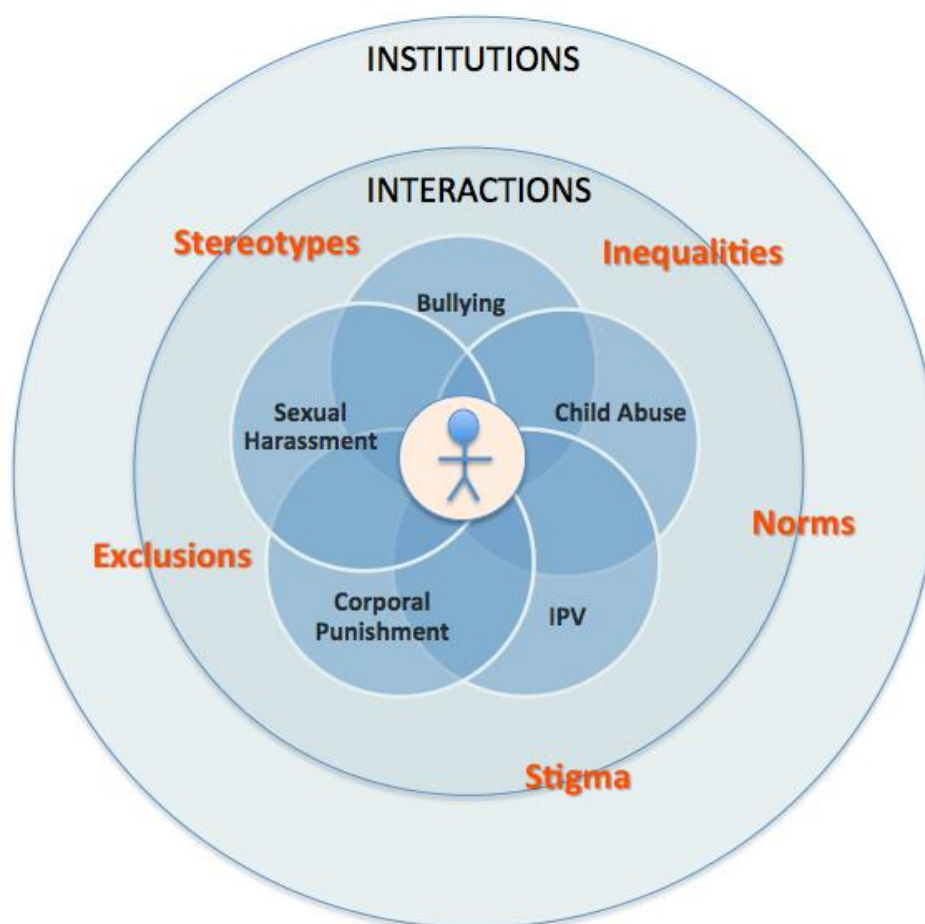 INSTITUTIONS
INTERACTIONS
Stereotypes
Inequalities
Bullying
Sexual
Harassment
Child Abuse
Norms
Exclusions
Corporal
Punishment
IPV
Stigma